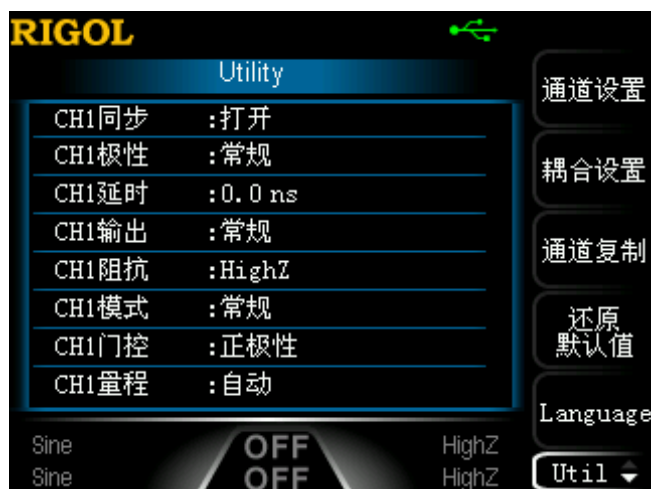 RIGOL
Utility
CH1同步 :打开
CH1极性 :常规
CH1延时 :0.0 ns
CH1输出 :常规
CH1阻抗 :HighZ
CH1模式 :常规
CH1门控 :正极性
CH1量程 :自动
通道设置
耦合设置
通道复制
还原
默认值
Language
Util
Sine OFF HighZ
Sine OFF HighZ